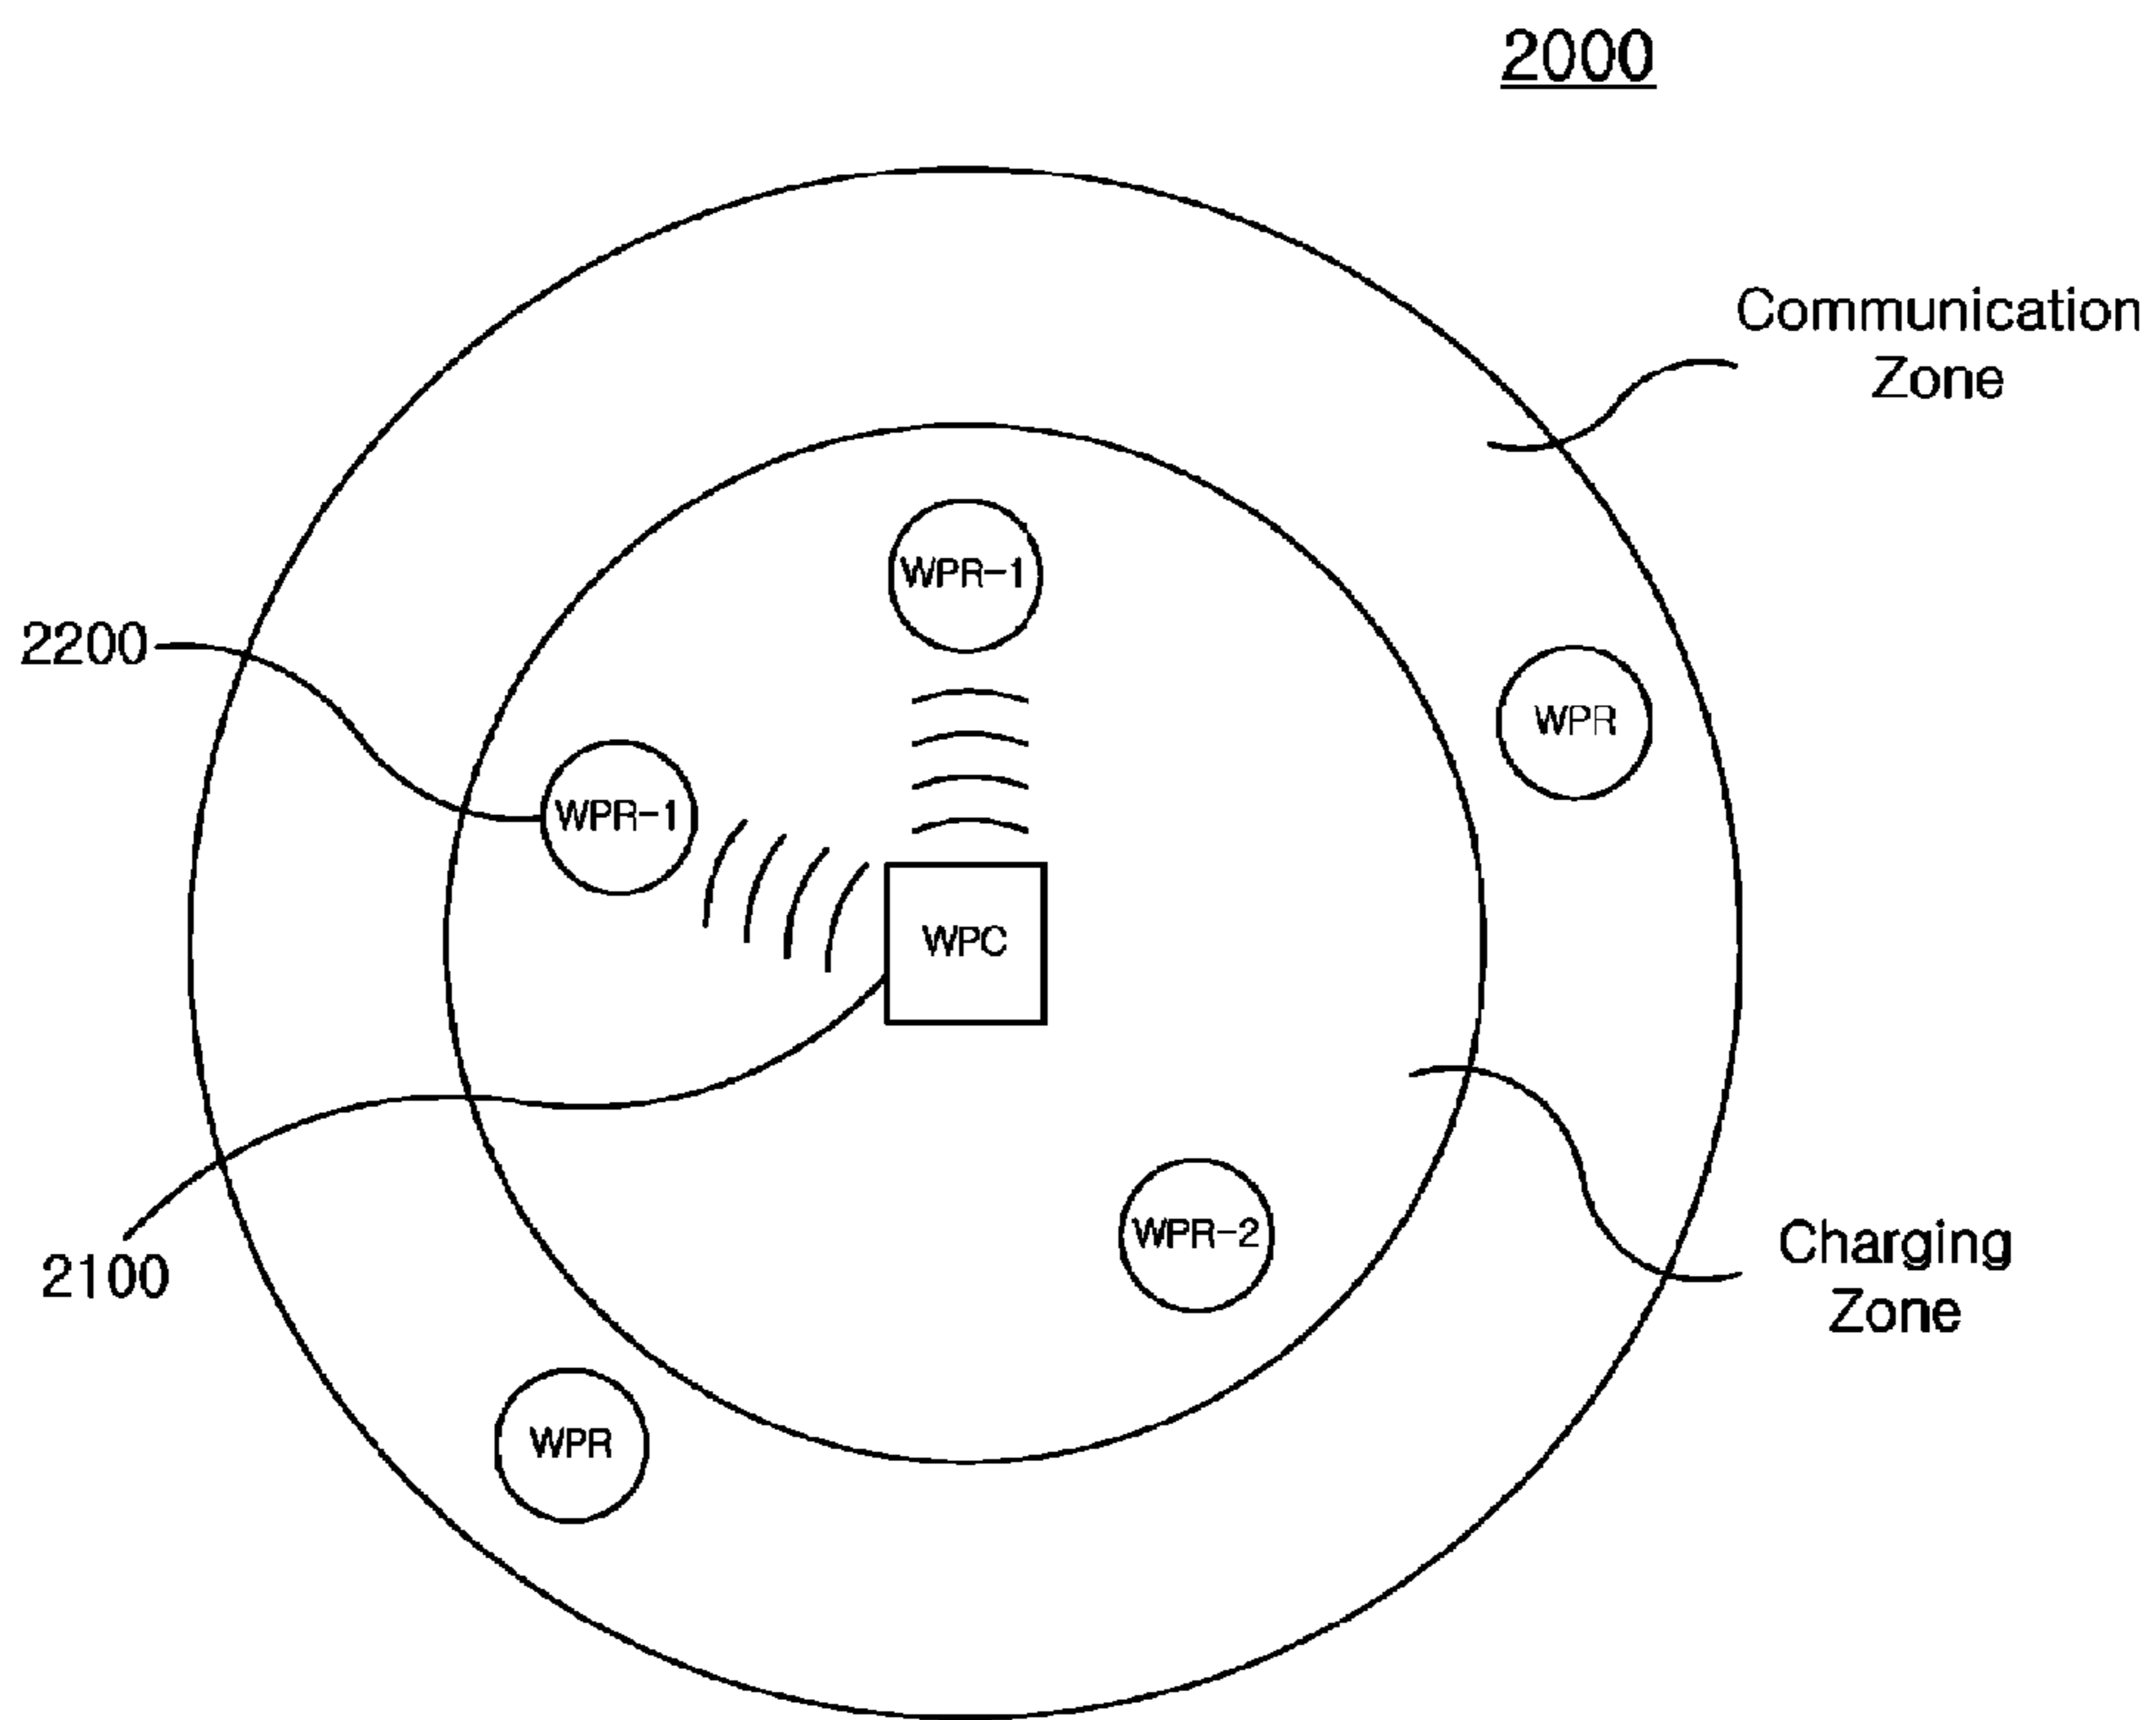 2000
Communication
Zone
WPR-1
2200
WPR
WPR-1
WPC
WPR-2
Charging
Zone
2100
WPR